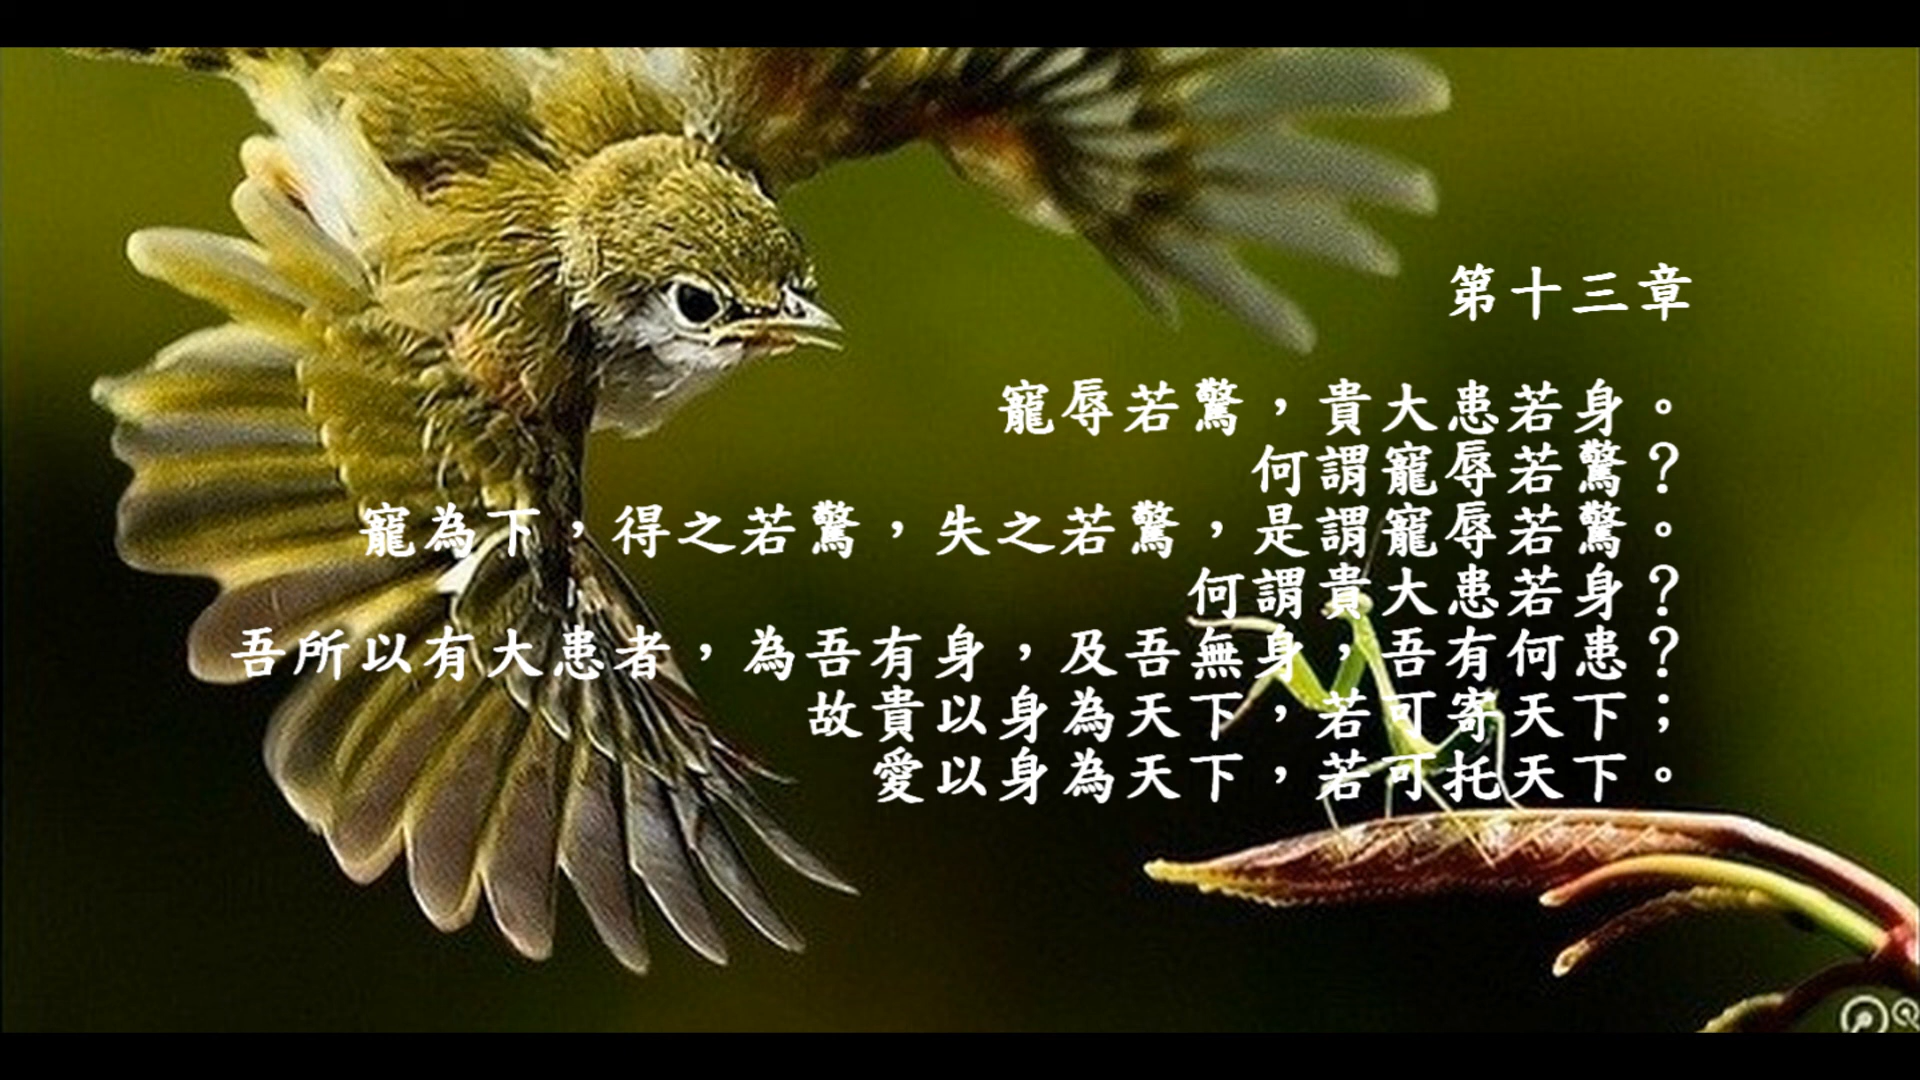 第十三章
寵辱若驚，貴大患若身。
何謂寵辱若驚？
寵為下，得之若驚，失之若驚，是謂寵辱若驚。
何謂貴大患若身？
吾所以有大患者，為吾有身，及吾無身，吾有何患？
故貴以身為天下，若可寄天下；
愛以身為天下，若可托天下。